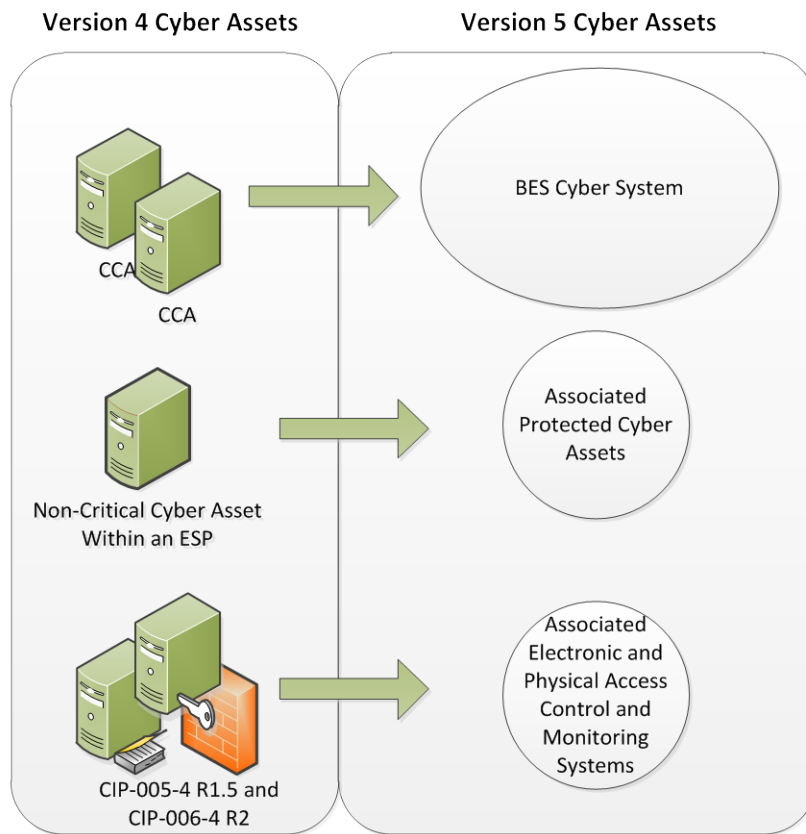 Version 4 Cyber Assets
Version 5 Cyber Assets
CCA
CCA
BES Cyber System
Non-Critical Cyber Asset
Within an ESP
Associated
Protected Cyber
Assets
CIP-005-4 R1.5 and
CIP-006-4 R2
Associated
Electronic and
Physical Access
Control and
Monitoring
Systems